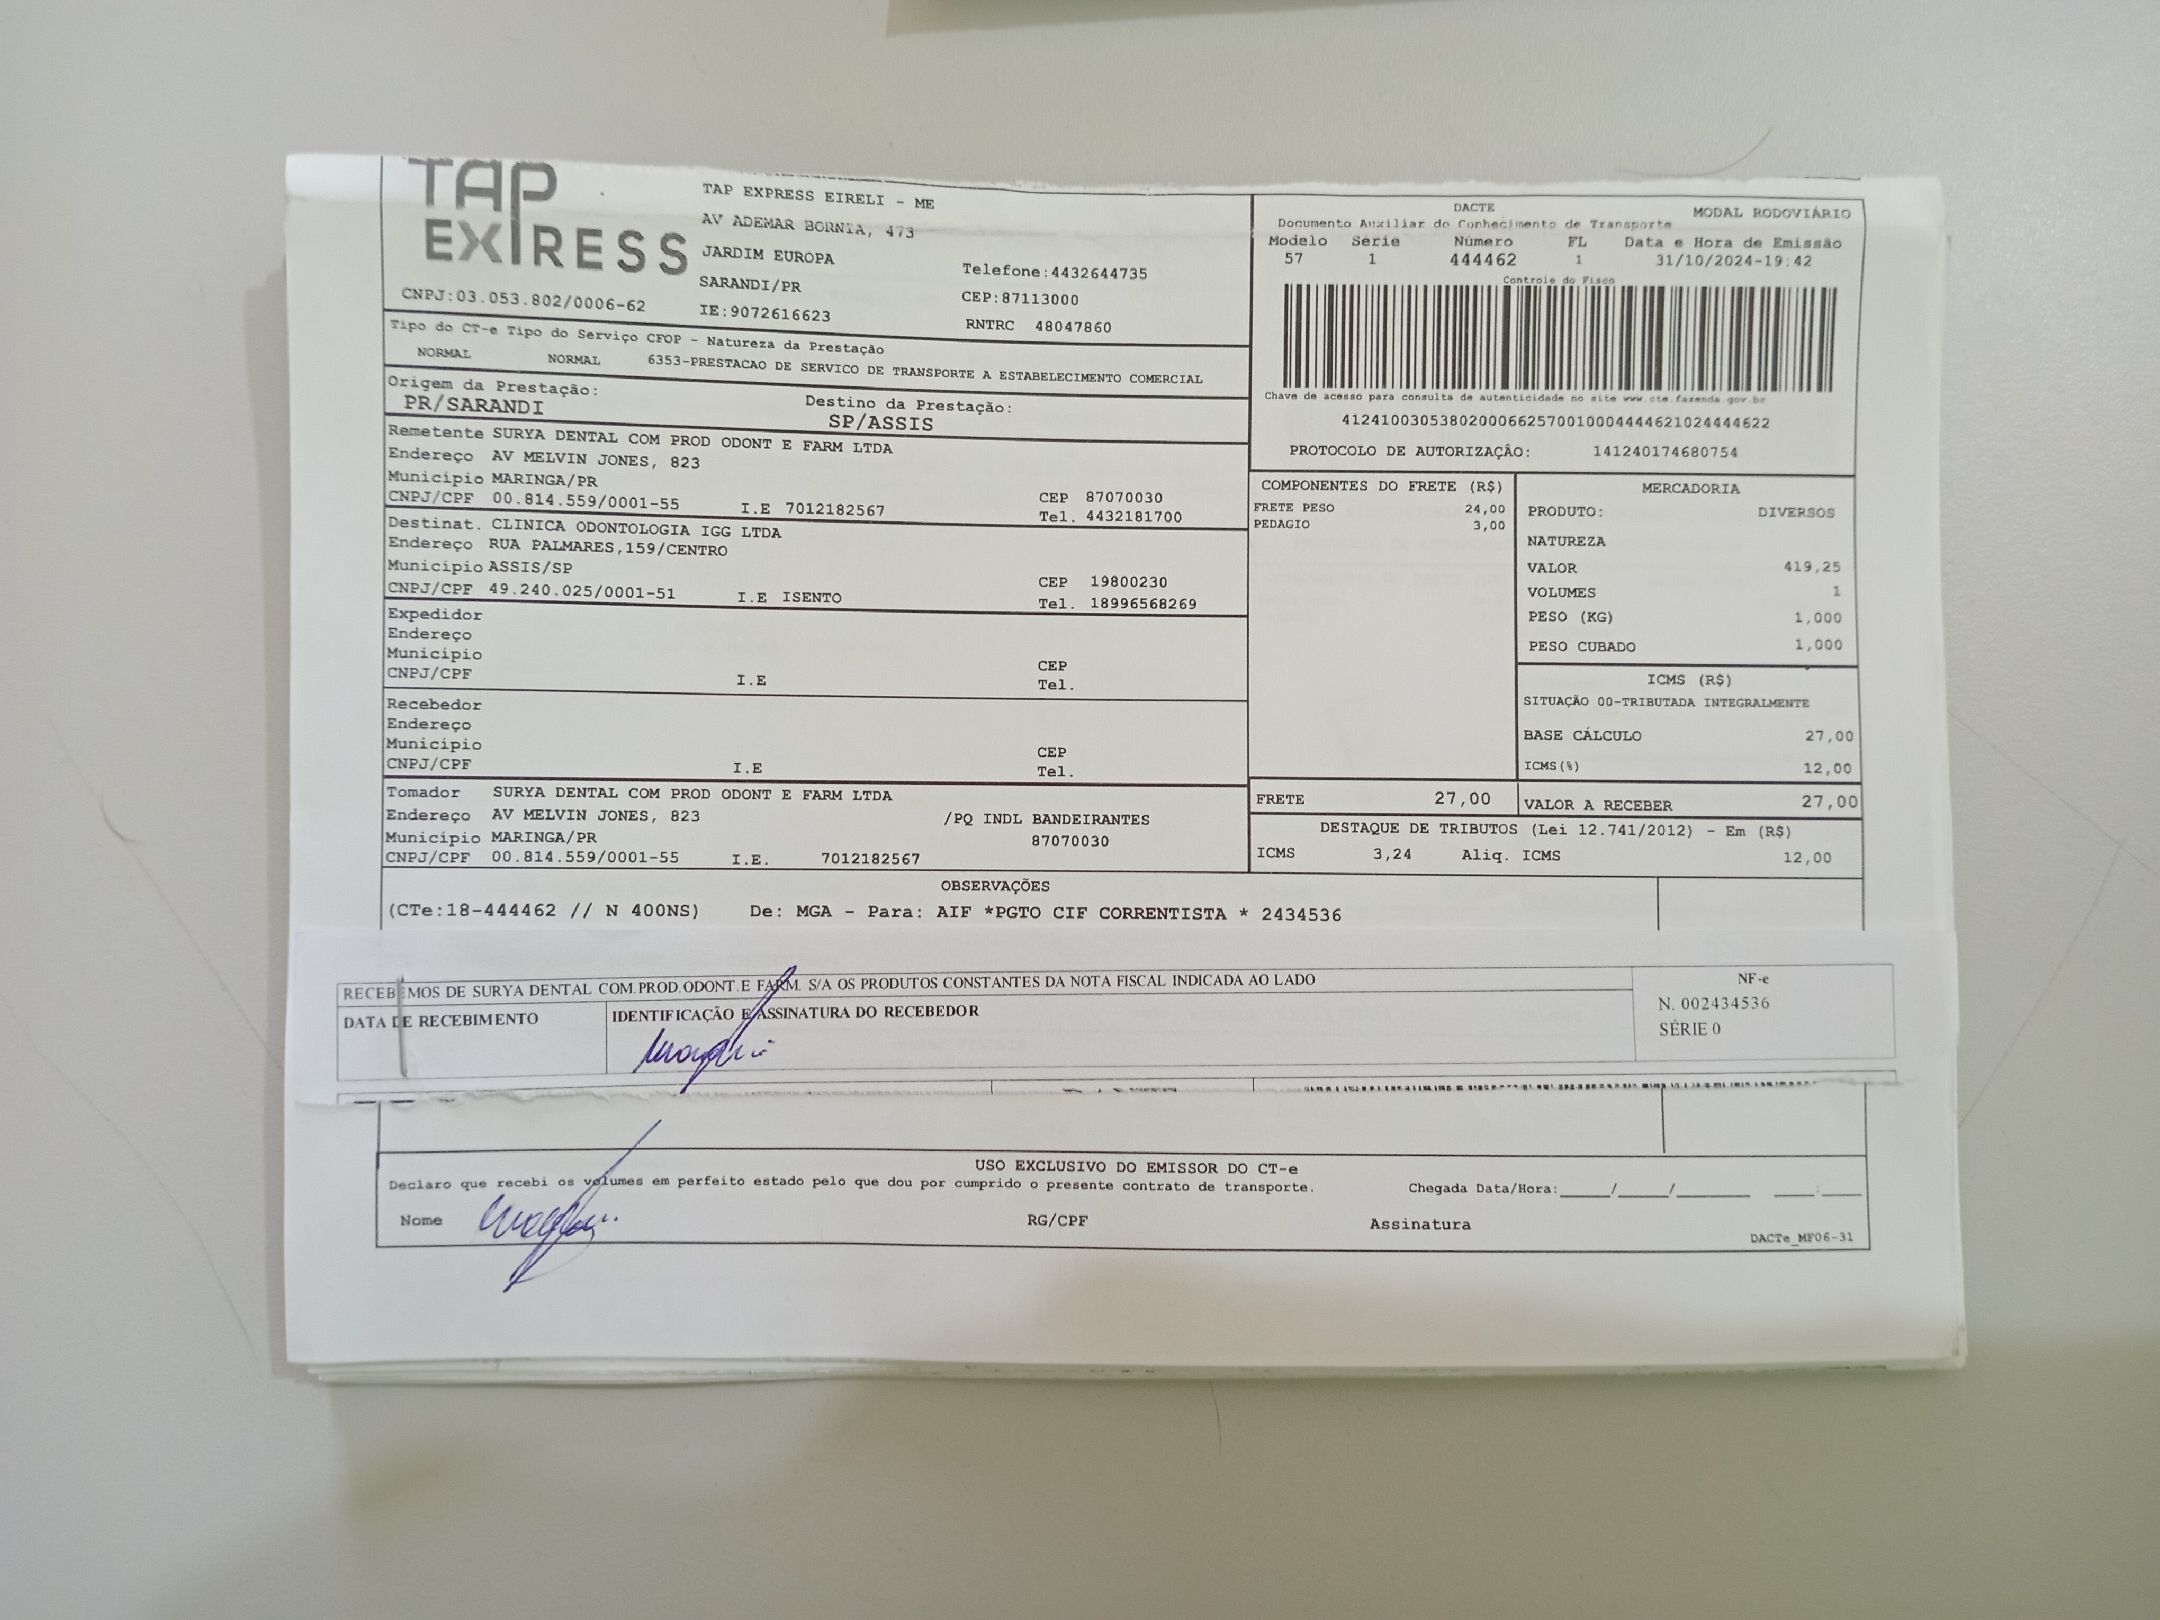 TAP
EXPRESS
CNPJ:03.053.802/0006-62
TAP EXPRESS EIRELI - ME
AV ADEMAR BORNIA, 473
JARDIM EUROPA
SARANDI/PR
IE:9072616623
Telefone:4432644735
CEP:87113000
RNTRC 48047860
DACTE MODAL RODOVIÁRIO
Documento Auxiliar do Conhecimento de Transporte
Modelo Serie Número FL Data e Hora de Emissão
57 1 444462 1 31/10/2024-19:42
Controle do Fisco
Chave de acesso para consulta de autenticidade no site www.cte.fazenda.gov.br
41241003053802000662570010004444621024444622
PROTOCOLO DE AUTORIZAÇÃO: 141240174680754
Tipo do CT-e Tipo do Serviço CFOP - Natureza da Prestação
NORMAL NORMAL 6353-PRESTACAO DE SERVICO DE TRANSPORTE A ESTABELECIMENTO COMERCIAL
Origem da Prestação: Destino da Prestação:
PR/SARANDI SP/ASSIS
Remetente SURYA DENTAL COM PROD ODONT E FARM LTDA
Endereço AV MELVIN JONES, 823
Município MARINGA/PR CEP 87070030
CNPJ/CPF 00.814.559/0001-55 I.E 7012182567 Tel. 4432181700
Destinat. CLINICA ODONTOLOGIA IGG LTDA
Endereço RUA PALMARES,159/CENTRO
Município ASSIS/SP CEP 19800230
CNPJ/CPF 49.240.025/0001-51 I.E ISENTO Tel. 18996568269
Expedidor
Endereço
Município CEP
CNPJ/CPF I.E Tel.
Recebedor
Endereço
Município CEP
CNPJ/CPF I.E Tel.
Tomador SURYA DENTAL COM PROD ODONT E FARM LTDA
Endereço AV MELVIN JONES, 823 /PQ INDL BANDEIRANTES
Município MARINGA/PR 87070030
CNPJ/CPF 00.814.559/0001-55 I.E. 7012182567
COMPONENTES DO FRETE (R$)
FRETE PESO 24,00
PEDAGIO 3,00
MERCADORIA
PRODUTO: DIVERSOS
NATUREZA
VALOR 419,25
VOLUMES 1
PESO (KG) 1,000
PESO CUBADO 1,000
ICMS (R$)
SITUAÇÃO 00-TRIBUTADA INTEGRALMENTE
BASE CÁLCULO 27,00
ICMS(%) 12,00
FRETE 27,00 VALOR A RECEBER 27,00
DESTAQUE DE TRIBUTOS (Lei 12.741/2012) - Em (R$)
ICMS 3,24 Aliq. ICMS 12,00
OBSERVAÇÕES
(CTe:18-444462 // N 400NS) De: MGA - Para: AIF *PGTO CIF CORRENTISTA * 2434536
RECEBEMOS DE SURYA DENTAL COM.PROD.ODONT.E FARM. S/A OS PRODUTOS CONSTANTES DA NOTA FISCAL INDICADA AO LADO
DATA DE RECEBIMENTO IDENTIFICAÇÃO E ASSINATURA DO RECEBEDOR
NF-e
N. 002434536
SÉRIE 0
USO EXCLUSIVO DO EMISSOR DO CT-e
Declaro que recebi os volumes em perfeito estado pelo que dou por cumprido o presente contrato de transporte. Chegada Data/Hora:_____/_____/_______ ____:____
Nome RG/CPF Assinatura
DACTe_MF06-31